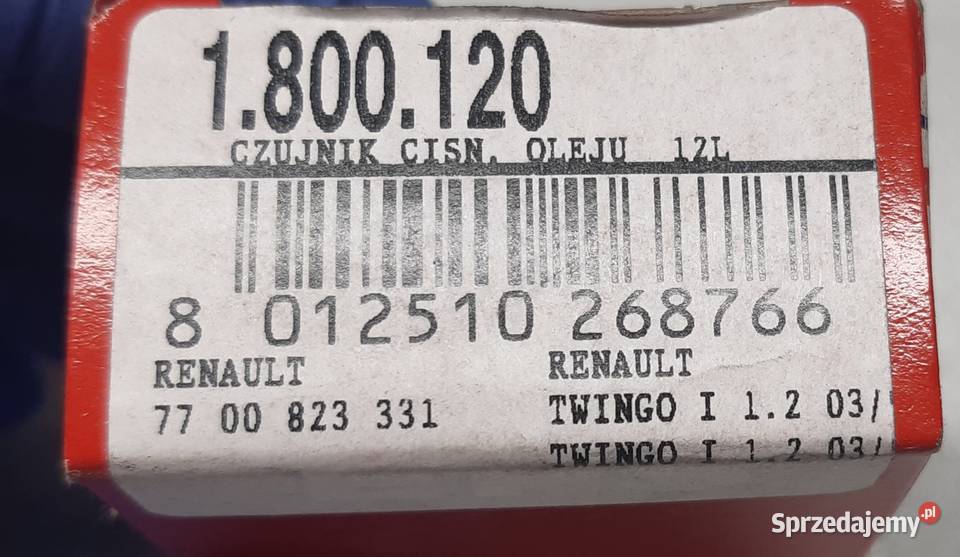 1.800.120
CZUJNIK CISN. OLEJU 12L
8 012510 268766
RENAULT
77 00 823 331
RENAULT
TWINGO I 1.2 03/
TWINGO I 1.2 03/
Sprzedajemy.pl